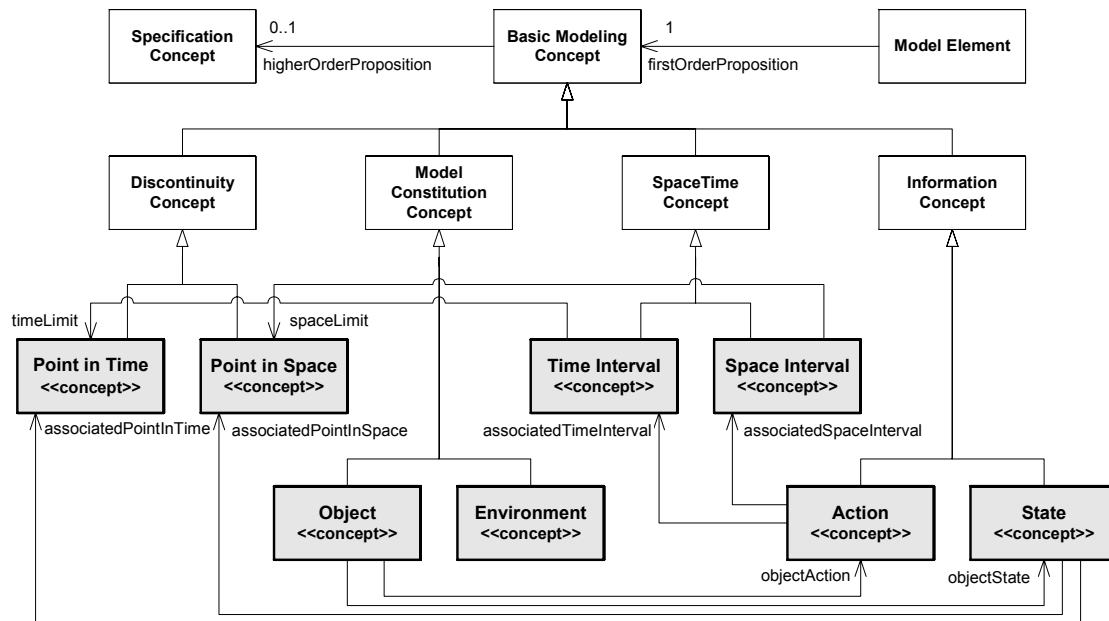 Specification
Concept
0..1
higherOrderProposition
Basic Modeling
Concept
1
firstOrderProposition
Model Element
Discontinuity
Concept
Model
Constitution
Concept
SpaceTime
Concept
Information
Concept
timeLimit
spaceLimit
Point in Time
<<concept>>
Point in Space
<<concept>>
Time Interval
<<concept>>
Space Interval
<<concept>>
associatedPointInTime
associatedPointInSpace
associatedTimeInterval
associatedSpaceInterval
Object
<<concept>>
Environment
<<concept>>
Action
<<concept>>
State
<<concept>>
objectAction
objectState